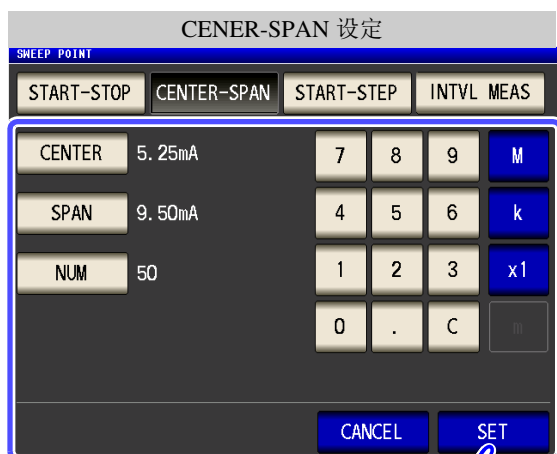 CENER-SPAN 设定
SWEEP POINT
START-STOP CENTER-SPAN START-STEP INTVL MEAS
CENTER 5.25mA 7 8 9 M
SPAN 9.50mA 4 5 6 k
NUM 50 1 2 3 x1
0 . C m
CANCEL SET